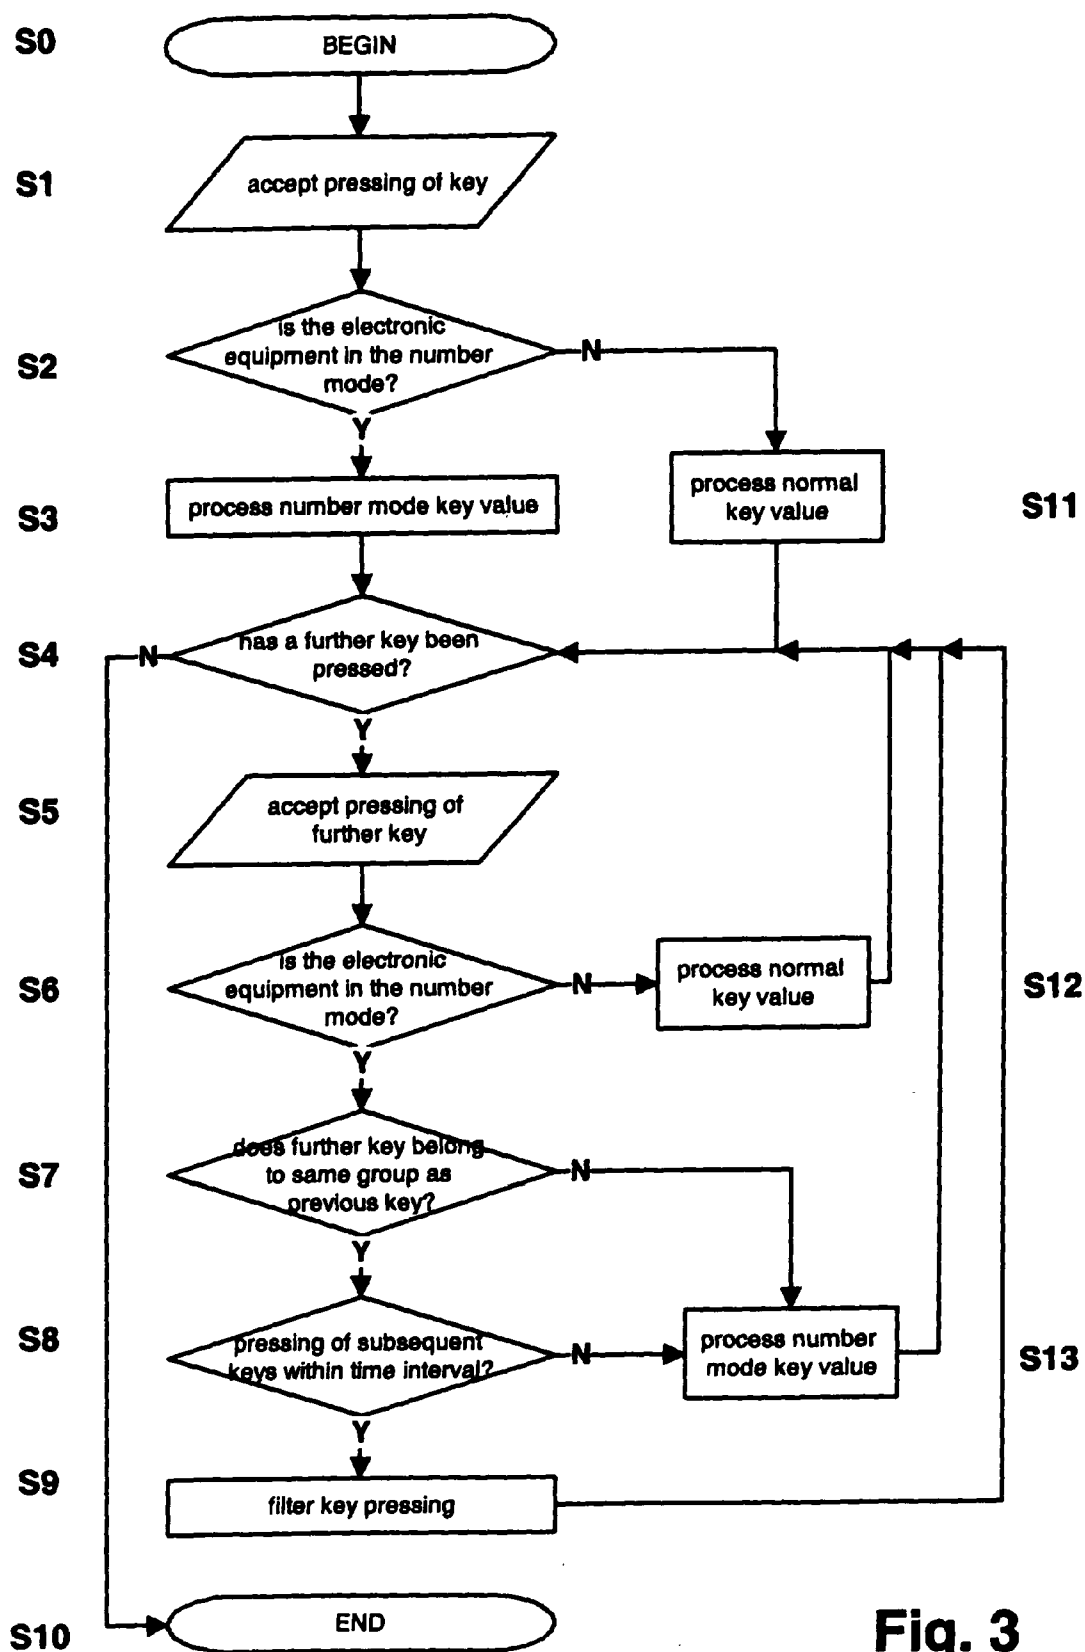 S0
BEGIN
S1
accept pressing of key
S2
is the electronic
equipment in the number
mode?
N
Y
S3
process number mode key value
process normal
key value
S11
S4
N
has a further key been
pressed?
Y
S5
accept pressing of
further key
S6
is the electronic
equipment in the number
mode?
N
process normal
key value
S12
Y
S7
does further key belong
to same group as
previous key?
N
Y
S8
pressing of subsequent
keys within time interval?
N
process number
mode key value
S13
Y
S9
filter key pressing
S10
END
Fig. 3